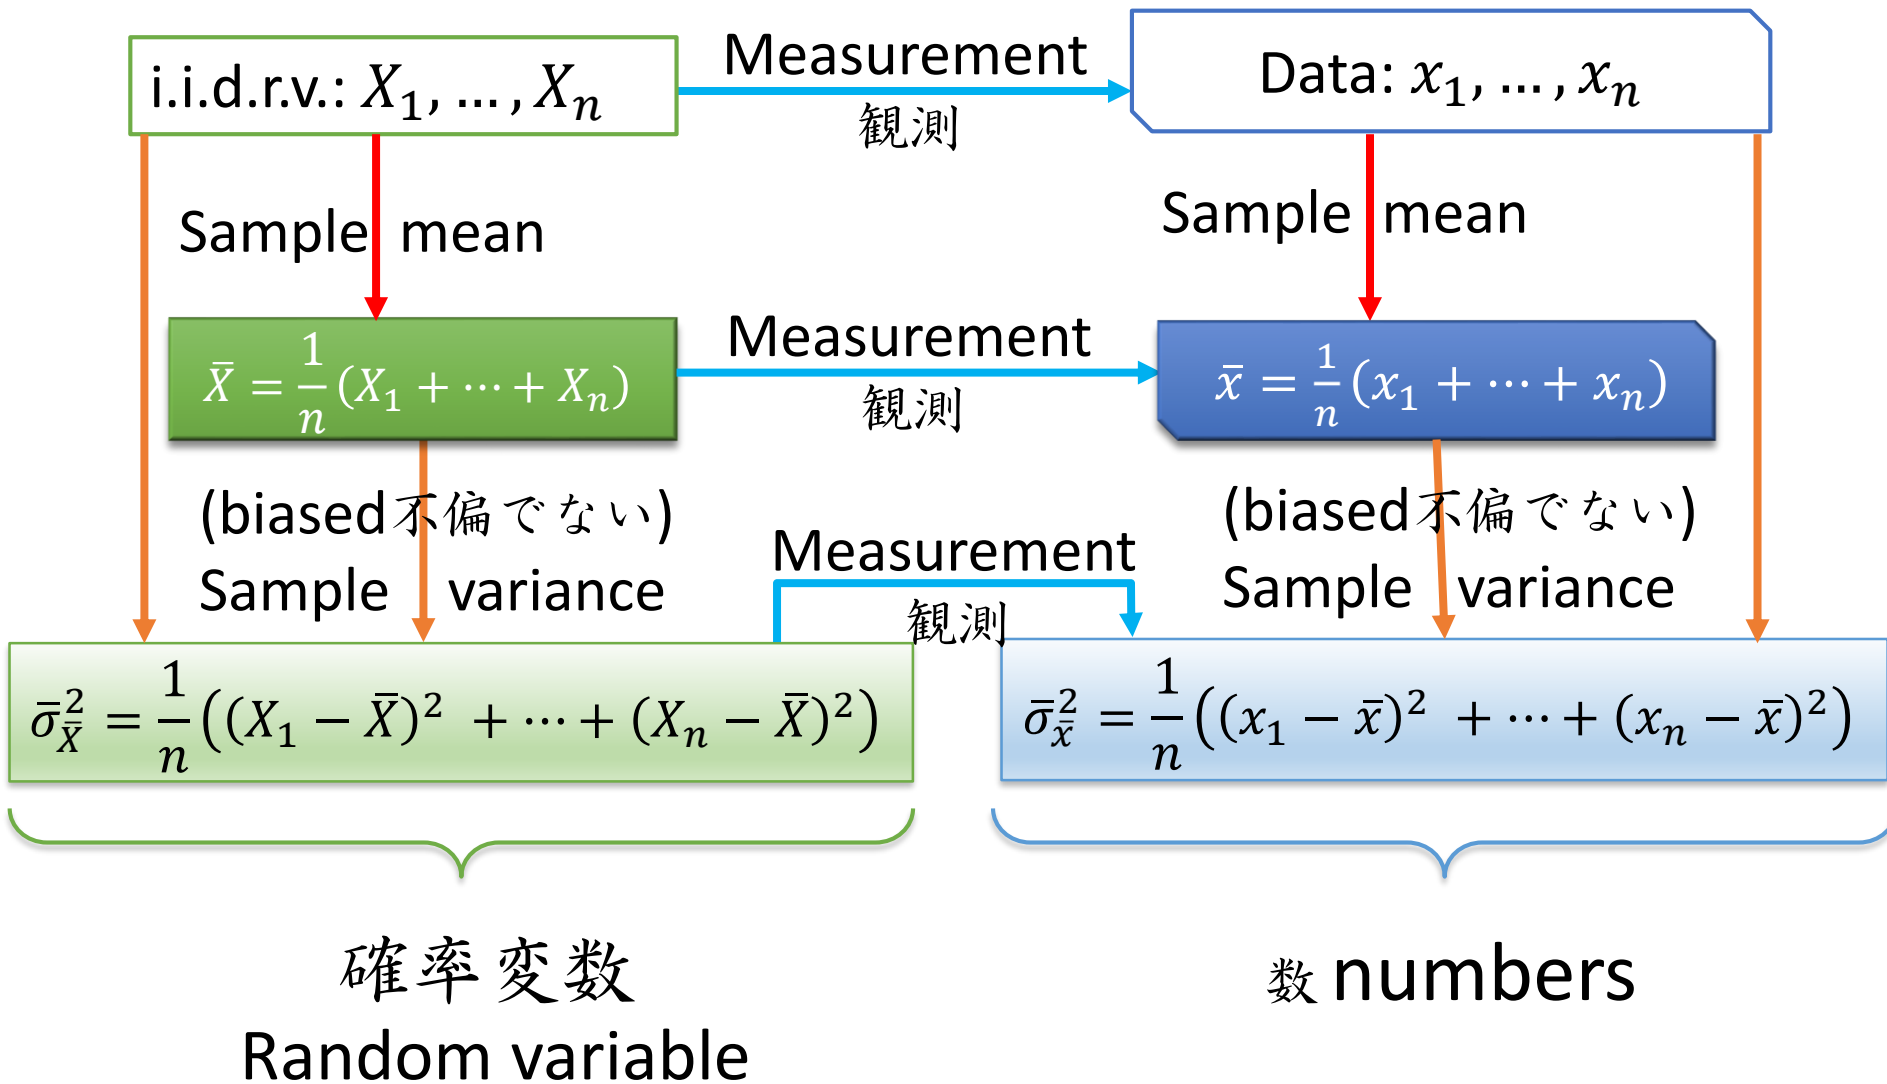 i.i.d.r.v.: X₁, … , Xₙ
Measurement
観測
Data: x₁, … , xₙ
Sample mean
Sample mean
X̄ = 1/n (X₁ + ⋯ + Xₙ)
Measurement
観測
x̄ = 1/n (x₁ + ⋯ + xₙ)
(biased不偏でない)
Sample variance
Measurement
観測
(biased不偏でない)
Sample variance
σ̄²_X̄ = 1/n ((X₁ − X̄)² + ⋯ + (Xₙ − X̄)²)
σ̄²_x̄ = 1/n ((x₁ − x̄)² + ⋯ + (xₙ − x̄)²)
確率変数
Random variable
数 numbers